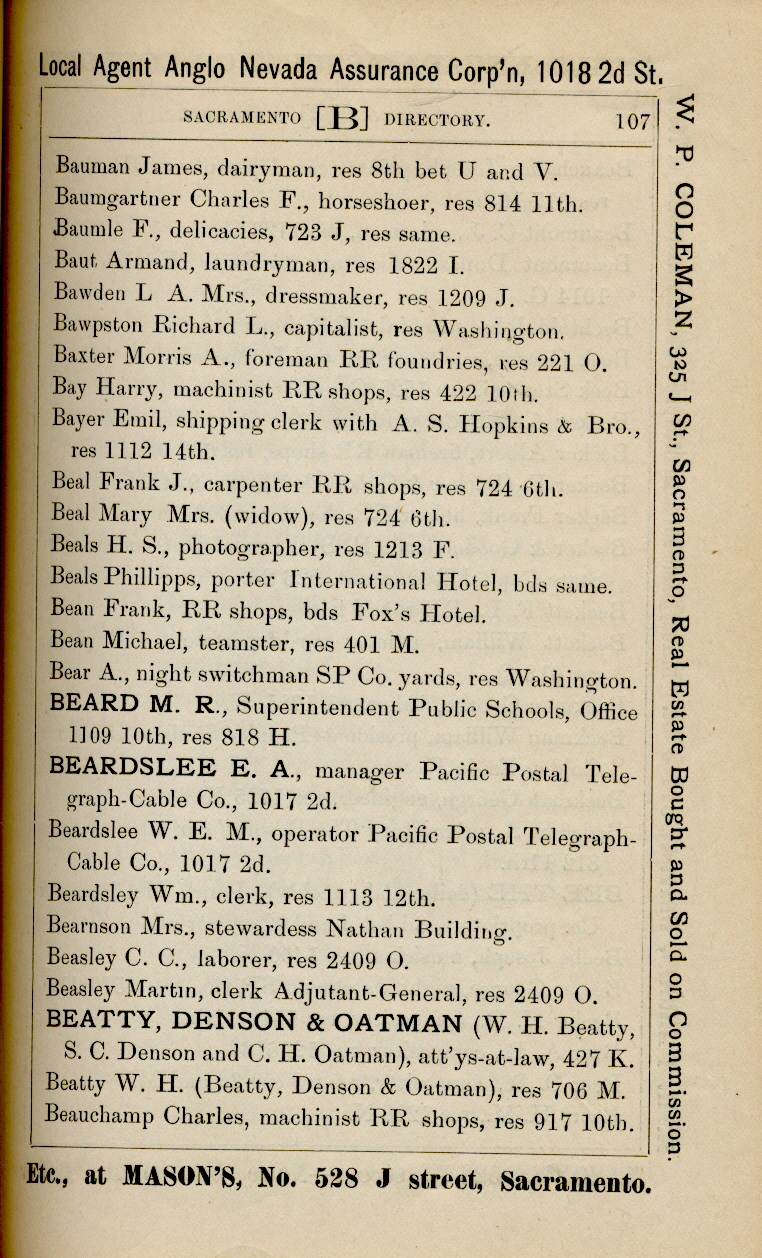 Local Agent Anglo Nevada Assurance Corp'n, 1018 2d St.
SACRAMENTO [B] DIRECTORY. 107
Bauman James, dairyman, res 8th bet U and V.
Baumgartner Charles F., horseshoer, res 814 11th.
Baumle F., delicacies, 723 J, res same.
Baut Armand, laundryman, res 1822 I.
Bawden L A. Mrs., dressmaker, res 1209 J.
Bawpston Richard L., capitalist, res Washington.
Baxter Morris A., foreman RR foundries, res 221 O.
Bay Harry, machinist RR shops, res 422 10th.
Bayer Emil, shipping clerk with A. S. Hopkins & Bro.,
res 1112 14th.
Beal Frank J., carpenter RR shops, res 724 6th.
Beal Mary Mrs. (widow), res 724 6th.
Beals H. S., photographer, res 1213 F.
Beals Phillipps, porter International Hotel, bds same.
Bean Frank, RR shops, bds Fox's Hotel.
Bean Michael, teamster, res 401 M.
Bear A., night switchman SP Co. yards, res Washington.
BEARD M. R., Superintendent Public Schools, Office
1109 10th, res 818 H.
BEARDSLEE E. A., manager Pacific Postal Tele-
graph-Cable Co., 1017 2d.
Beardslee W. E. M., operator Pacific Postal Telegraph-
Cable Co., 1017 2d.
Beardsley Wm., clerk, res 1113 12th.
Bearnson Mrs., stewardess Nathan Building.
Beasley C. C., laborer, res 2409 O.
Beasley Martin, clerk Adjutant-General, res 2409 O.
BEATTY, DENSON & OATMAN (W. H. Beatty,
S. C. Denson and C. H. Oatman), att'ys-at-law, 427 K.
Beatty W. H. (Beatty, Denson & Oatman), res 706 M.
Beauchamp Charles, machinist RR shops, res 917 10th.
Etc., at MASON'S, No. 528 J street, Sacramento.
W. P. COLEMAN, 325 J St., Sacramento, Real Estate Bought and Sold on Commission.